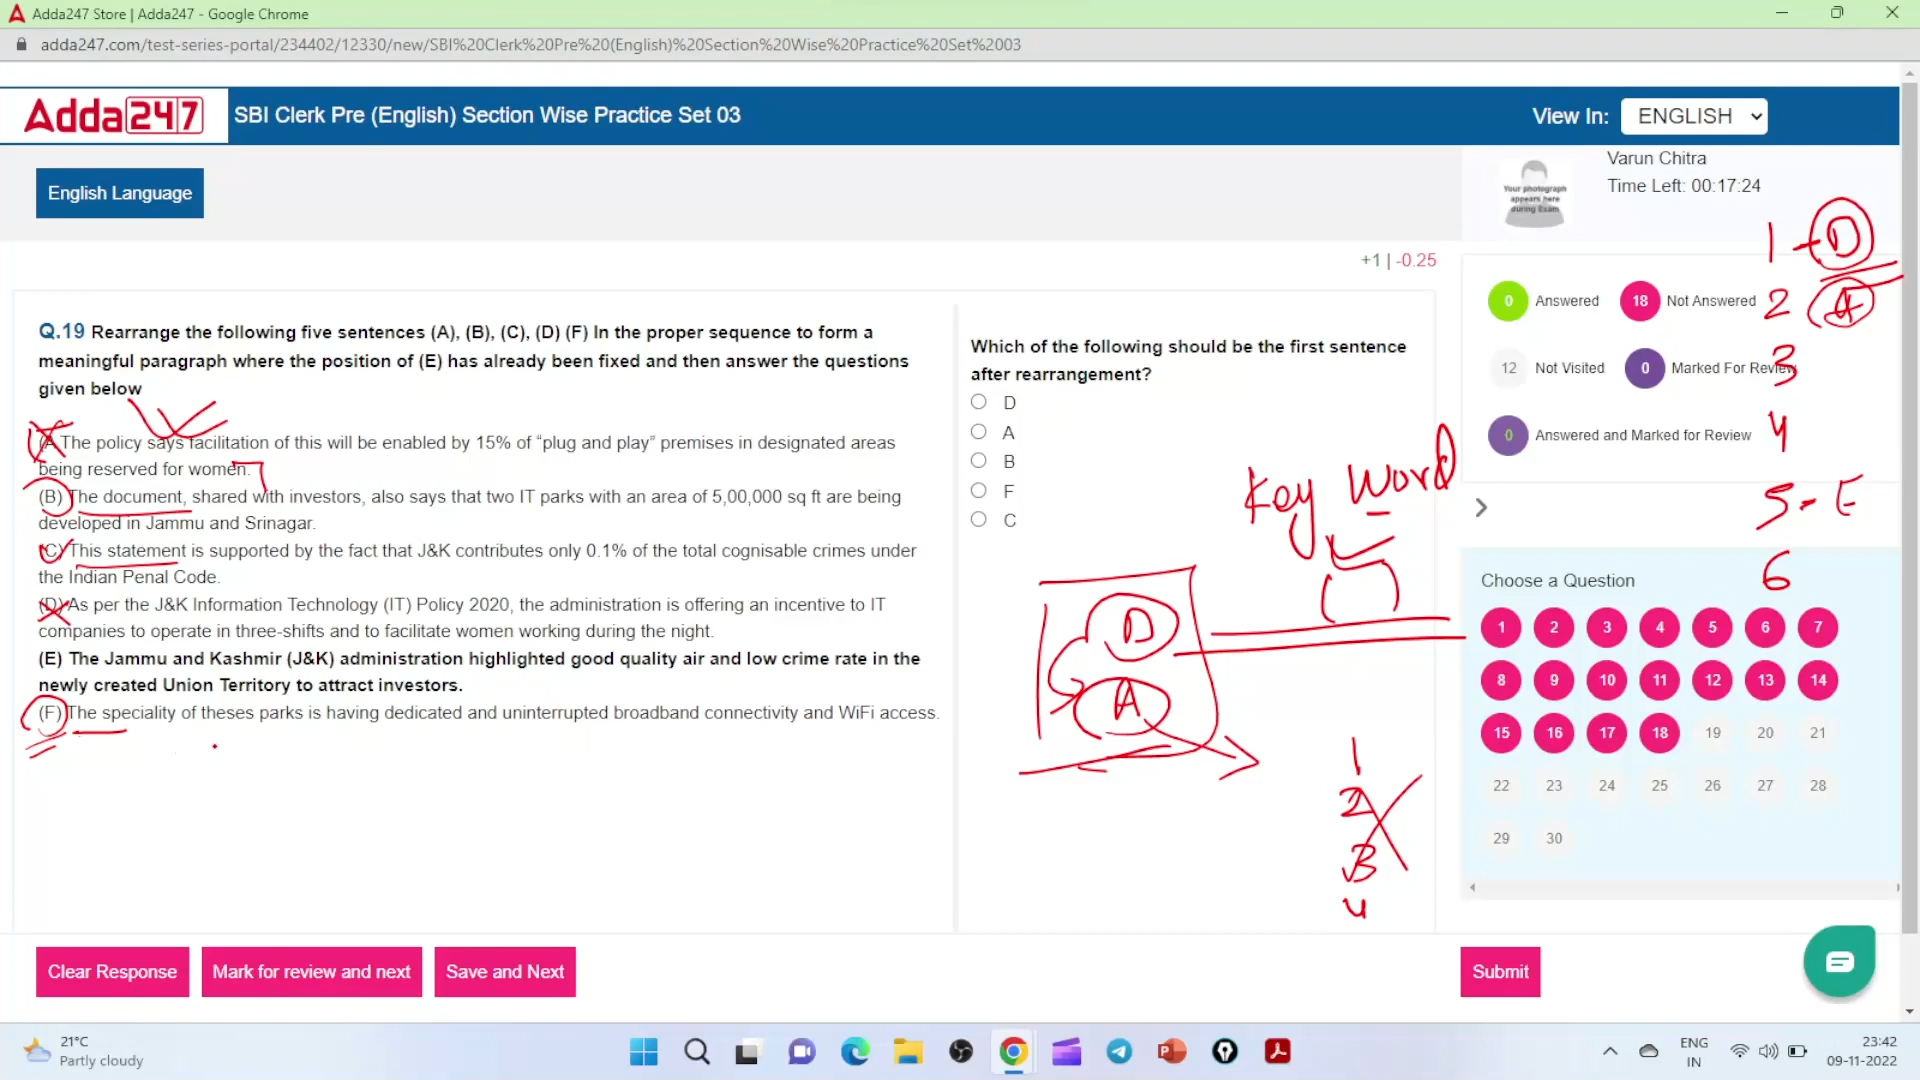 Adda247 Store | Adda247 - Google Chrome
adda247.com/test-series-portal/234402/12330/new/SBI%20Clerk%20Pre%20(English)%20Section%20Wise%20Practice%20Set%2003
Adda247
SBI Clerk Pre (English) Section Wise Practice Set 03
View In:
ENGLISH
English Language
Your photograph
appears here
during Exam
Varun Chitra
Time Left: 00:17:24
+1 | -0.25
Q.19 Rearrange the following five sentences (A), (B), (C), (D) (F) In the proper sequence to form a
meaningful paragraph where the position of (E) has already been fixed and then answer the questions
given below
(A The policy says facilitation of this will be enabled by 15% of “plug and play” premises in designated areas
being reserved for women.
(B) The document, shared with investors, also says that two IT parks with an area of 5,00,000 sq ft are being
developed in Jammu and Srinagar.
(C) This statement is supported by the fact that J&K contributes only 0.1% of the total cognisable crimes under
the Indian Penal Code.
(D) As per the J&K Information Technology (IT) Policy 2020, the administration is offering an incentive to IT
companies to operate in three-shifts and to facilitate women working during the night.
(E) The Jammu and Kashmir (J&K) administration highlighted good quality air and low crime rate in the
newly created Union Territory to attract investors.
(F) The speciality of theses parks is having dedicated and uninterrupted broadband connectivity and WiFi access.
Which of the following should be the first sentence
after rearrangement?
D
A
B
F
C
Key Word
D
A
1
2
3
4
1 - D
2 A
3
4
5 - E
6
0 Answered
18 Not Answered
12 Not Visited
0 Marked For Review
0 Answered and Marked for Review
Choose a Question
1 2 3 4 5 6 7
8 9 10 11 12 13 14
15 16 17 18 19 20 21
22 23 24 25 26 27 28
29 30
Clear Response
Mark for review and next
Save and Next
Submit
21°C
Partly cloudy
ENG
IN
23:42
09-11-2022